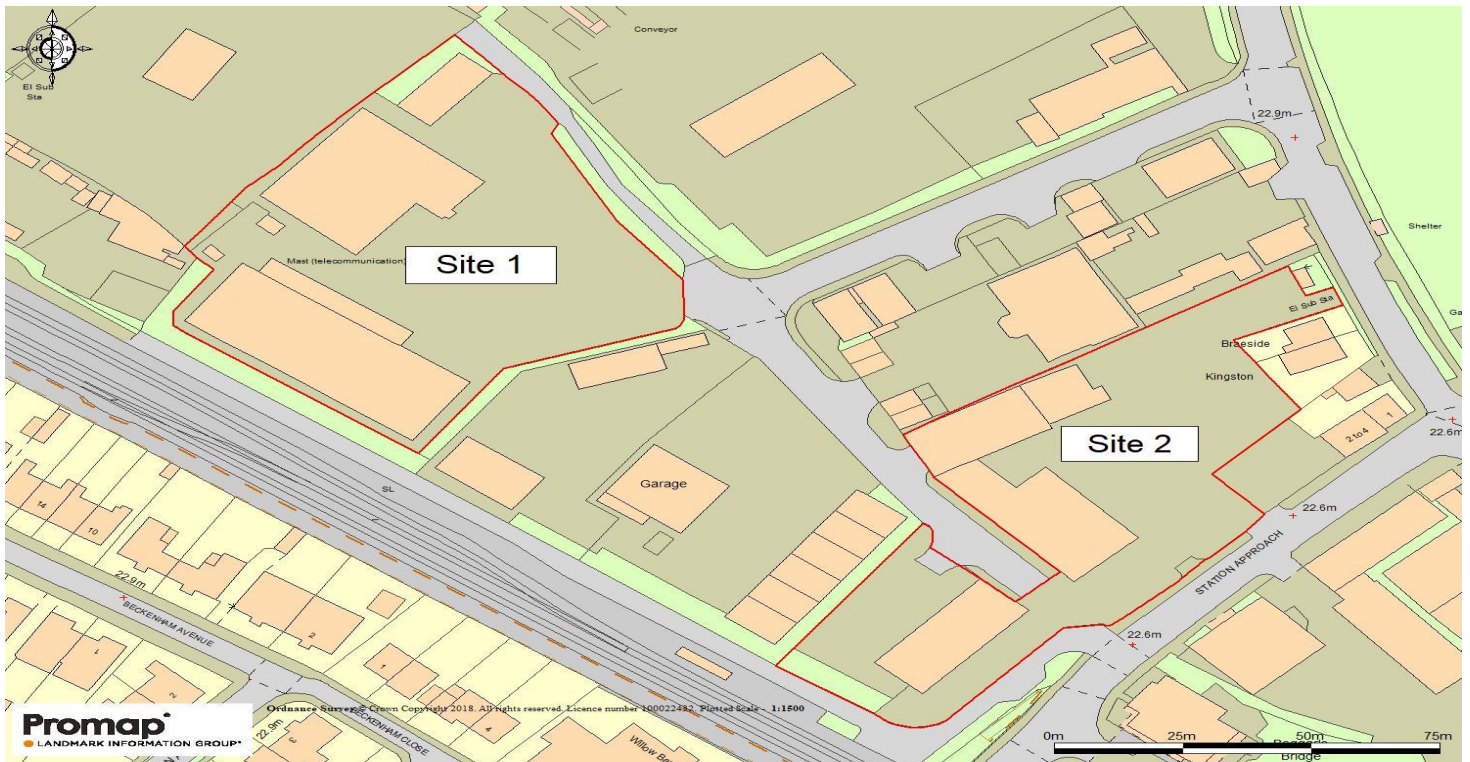 Conveyor
El Sub
Sta
22.9m
Shelter
Mast (telecommunication)
Site 1
El Sub Sta
Braeside
Kingston
2 to 4
1
22.6m
Site 2
Garage
22.6m
SL
STATION APPROACH
14
10
22.9m
BECKENHAM AVENUE
2
1
22.6m
1
2
4
3
22.9m
BECKENHAM CLOSE
Ordnance Survey © Crown Copyright 2018. All rights reserved. Licence number 100022432. Plotted Scale - 1:1500
Promap
LANDMARK INFORMATION GROUP
0m
25m
50m
75m
Bridge